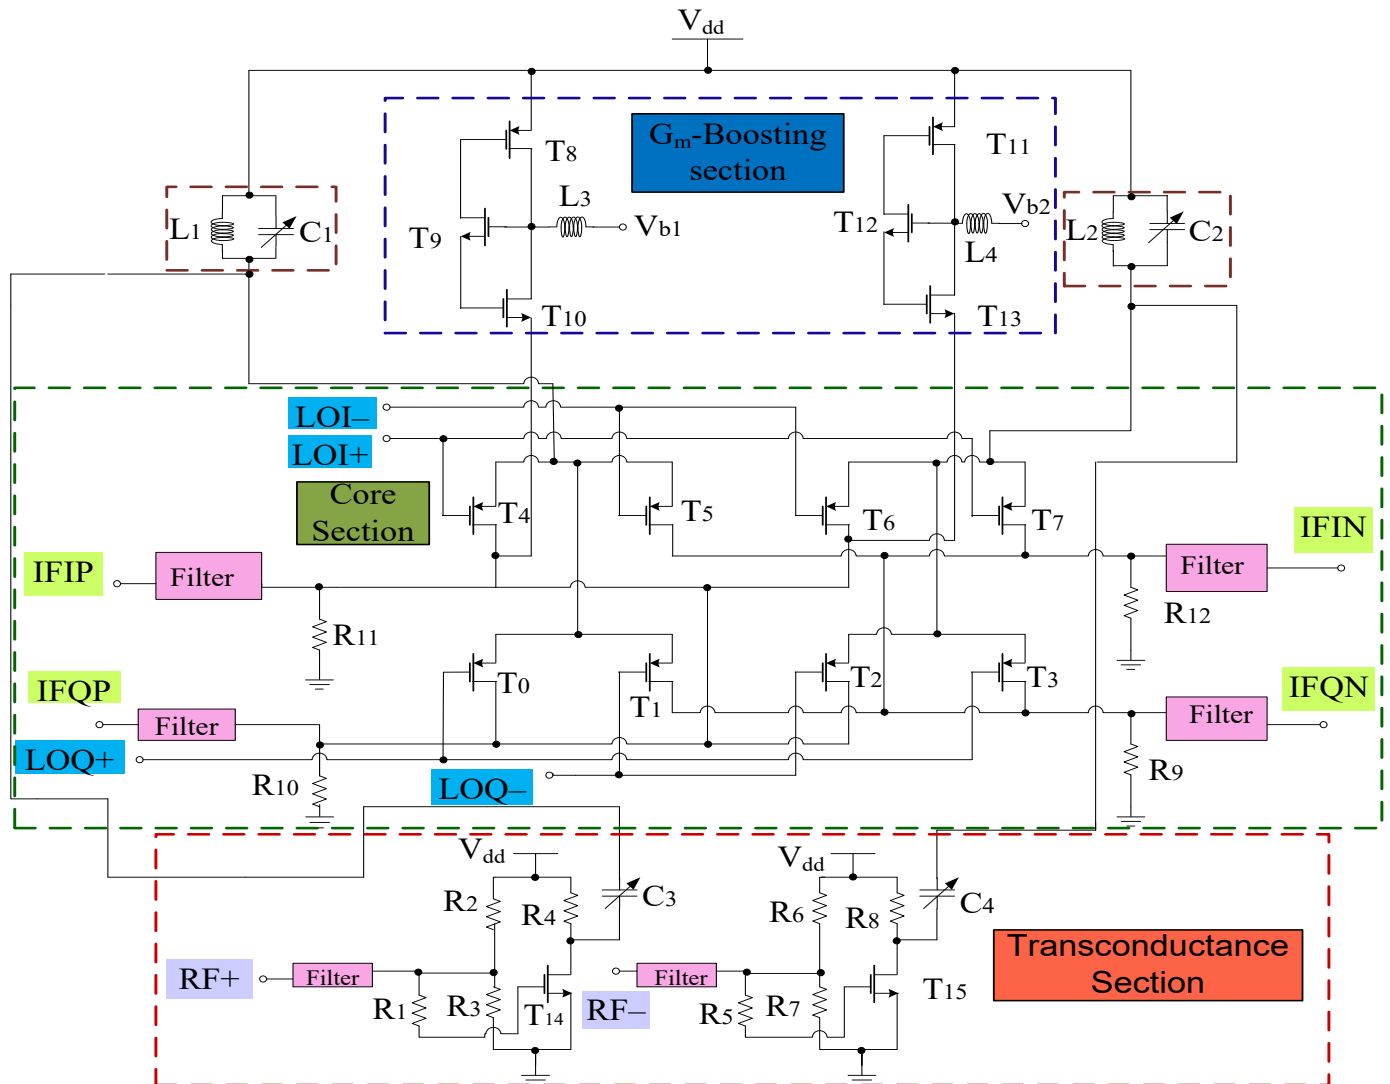 Vdd
Gm-Boosting
section
T8
T11
L3
Vb1
T9
T12
Vb2
L4
L1
C1
L2
C2
T10
T13
LOI–
LOI+
Core
Section
T4
T5
T6
T7
IFIP
Filter
IFIN
Filter
R11
R12
IFQP
Filter
T0
T1
T2
T3
IFQN
Filter
LOQ+
R10
LOQ–
R9
Vdd
R2
R4
C3
Vdd
R6
R8
C4
RF+
Filter
R1
R3
T14
RF–
Filter
R5
R7
T15
Transconductance
Section